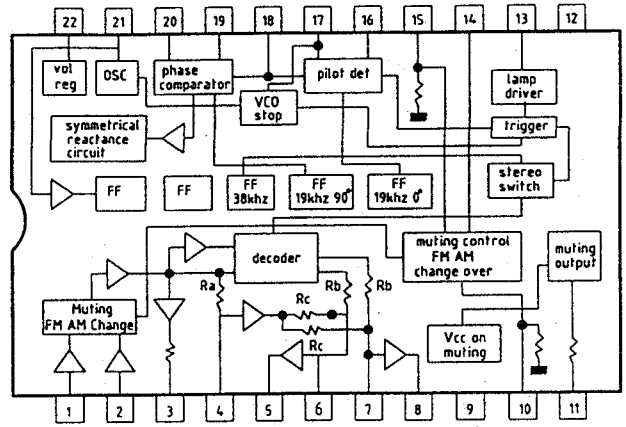 22 21 20 19 18 17 16 15 14 13 12
vol
reg
OSC
phase
comparator
pilot det
lamp
driver
VCO
stop
trigger
symmetrical
reactance
circuit
stereo
switch
FF
FF
FF
38khz
FF
19khz 90°
FF
19khz 0°
decoder
muting control
FM AM
change over
muting
output
Ra
Rb
Rb
Rc
Rc
Muting
FM AM Change
Vcc on
muting
1 2 3 4 5 6 7 8 9 10 11